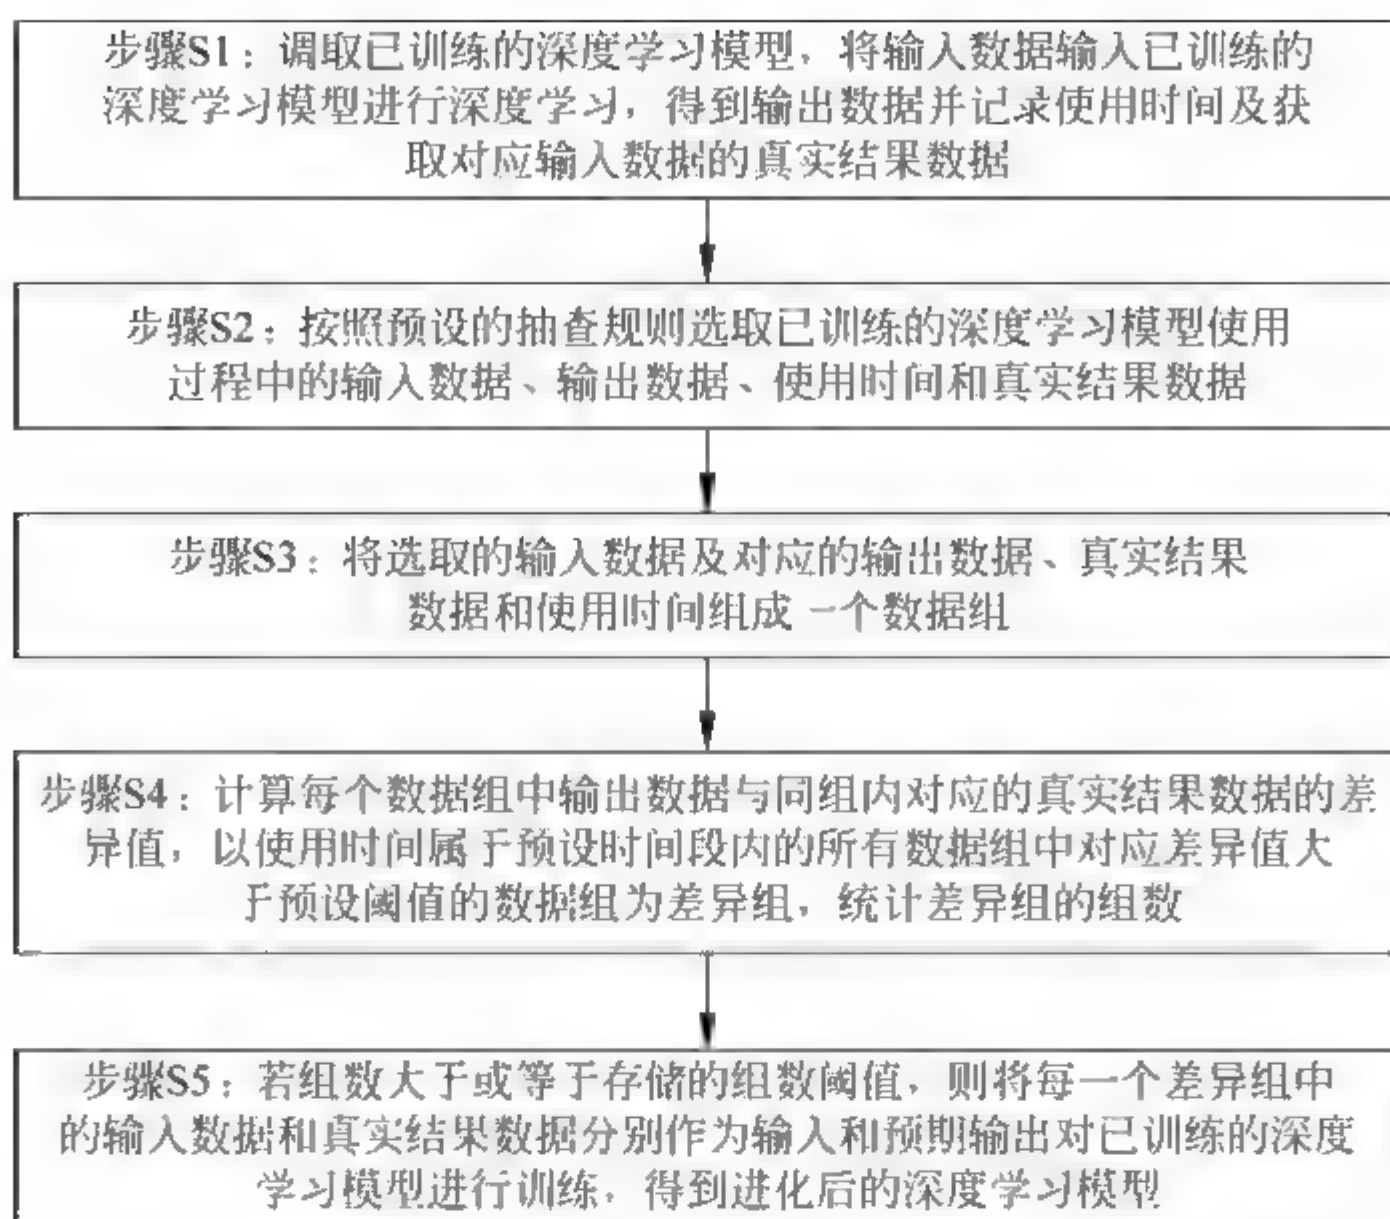 步骤S1：调取已训练的深度学习模型，将输入数据输入已训练的
深度学习模型进行深度学习，得到输出数据并记录使用时间及获
取对应输入数据的真实结果数据
步骤S2：按照预设的抽查规则选取已训练的深度学习模型使用
过程中的输入数据、输出数据、使用时间和真实结果数据
步骤S3：将选取的输入数据及对应的输出数据、真实结果
数据和使用时间组成一个数据组
步骤S4：计算每个数据组中输出数据与同组内对应的真实结果数据的差
异值，以使用时间属于预设时间段内的所有数据组中对应差异值大
于预设阈值的数据组为差异组，统计差异组的组数
步骤S5：若组数大于或等于存储的组数阈值，则将每一个差异组中
的输入数据和真实结果数据分别作为输入和预期输出对已训练的深度
学习模型进行训练，得到进化后的深度学习模型